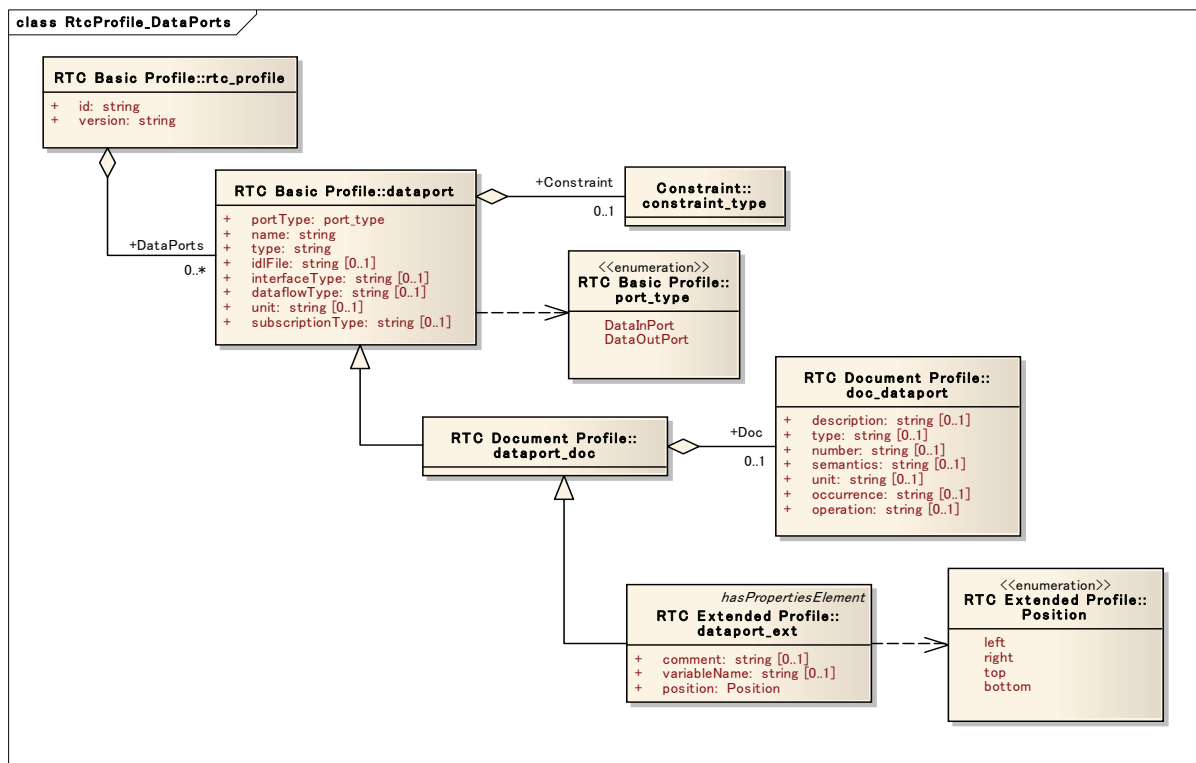 class RtcProfile_DataPorts
RTC Basic Profile::rtc_profile
+ id: string
+ version: string
+DataPorts
0..*
RTC Basic Profile::dataport
+ portType: port_type
+ name: string
+ type: string
+ idlFile: string [0..1]
+ interfaceType: string [0..1]
+ dataflowType: string [0..1]
+ unit: string [0..1]
+ subscriptionType: string [0..1]
+Constraint
0..1
Constraint::
constraint_type
<<enumeration>>
RTC Basic Profile::
port_type
DataInPort
DataOutPort
RTC Document Profile::
dataport_doc
+Doc
0..1
RTC Document Profile::
doc_dataport
+ description: string [0..1]
+ type: string [0..1]
+ number: string [0..1]
+ semantics: string [0..1]
+ unit: string [0..1]
+ occurrence: string [0..1]
+ operation: string [0..1]
hasPropertiesElement
RTC Extended Profile::
dataport_ext
+ comment: string [0..1]
+ variableName: string [0..1]
+ position: Position
<<enumeration>>
RTC Extended Profile::
Position
left
right
top
bottom